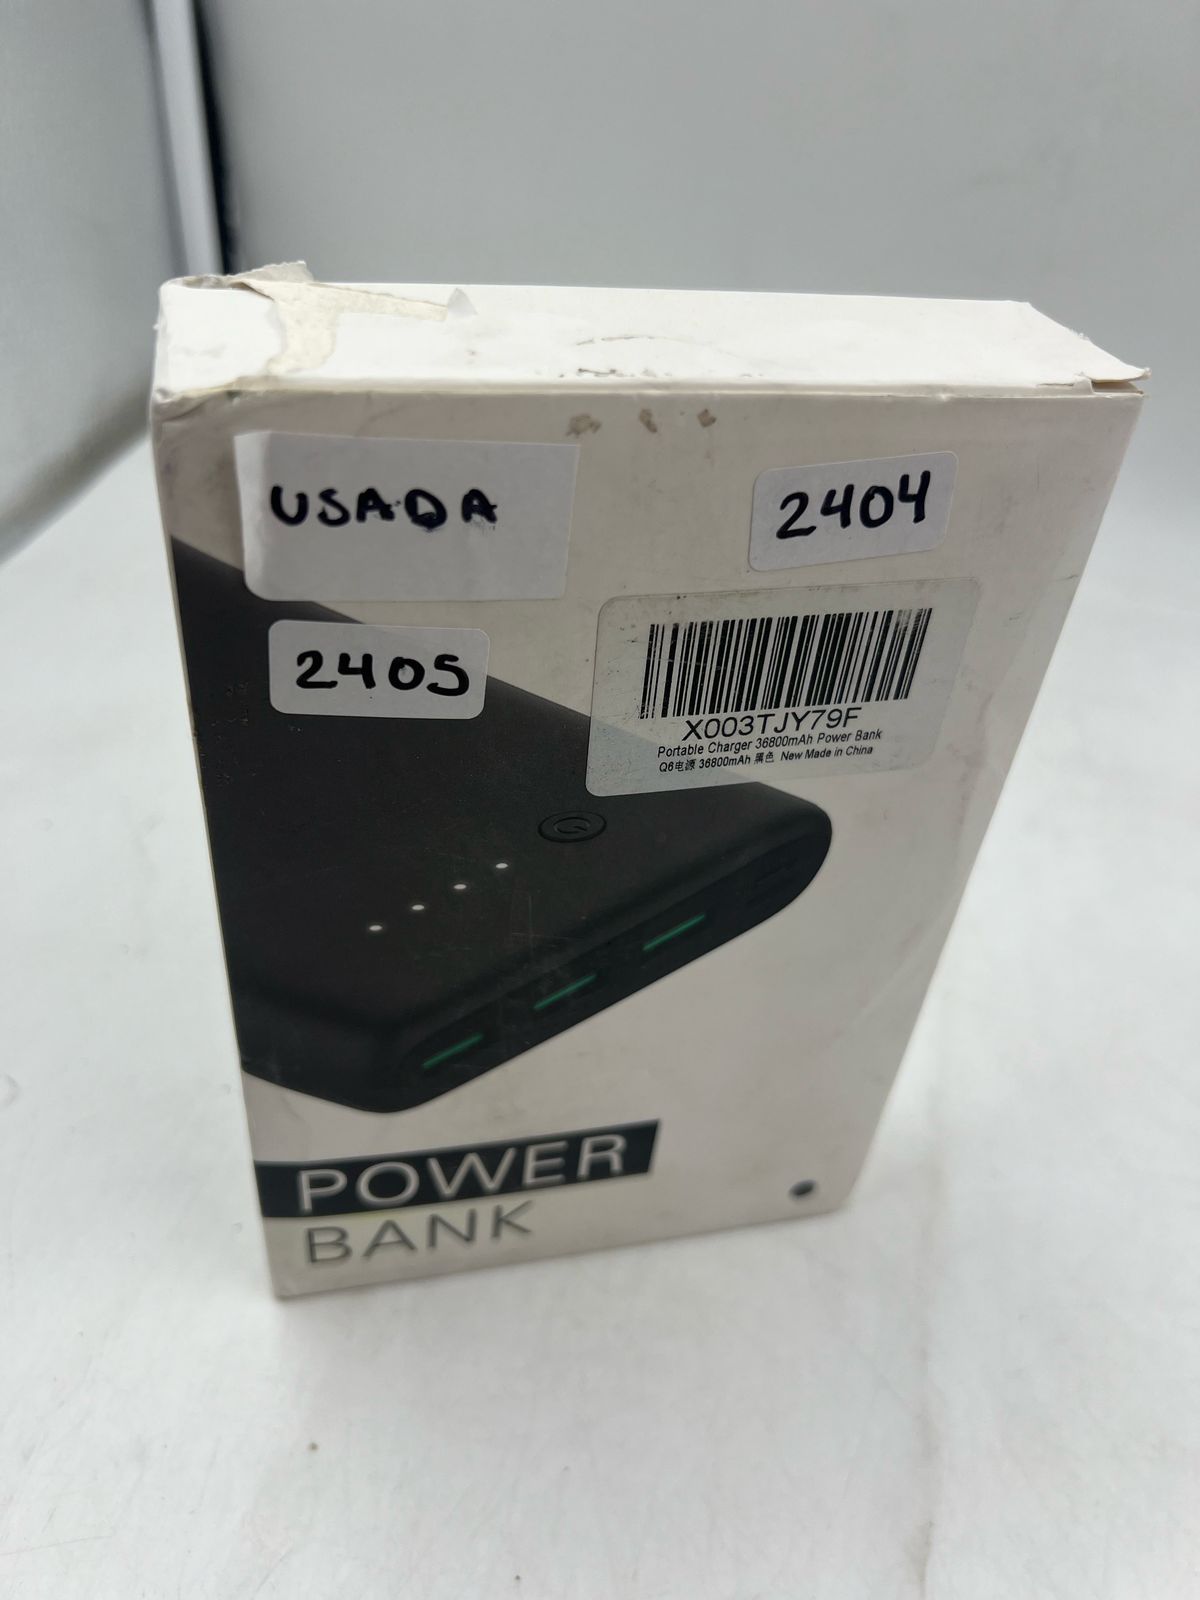 USADA
2404
2405
X003TJY79F
Portable Charger 36800mAh Power Bank
Q6电源 36800mAh 黑色 New Made in China
POWER
BANK